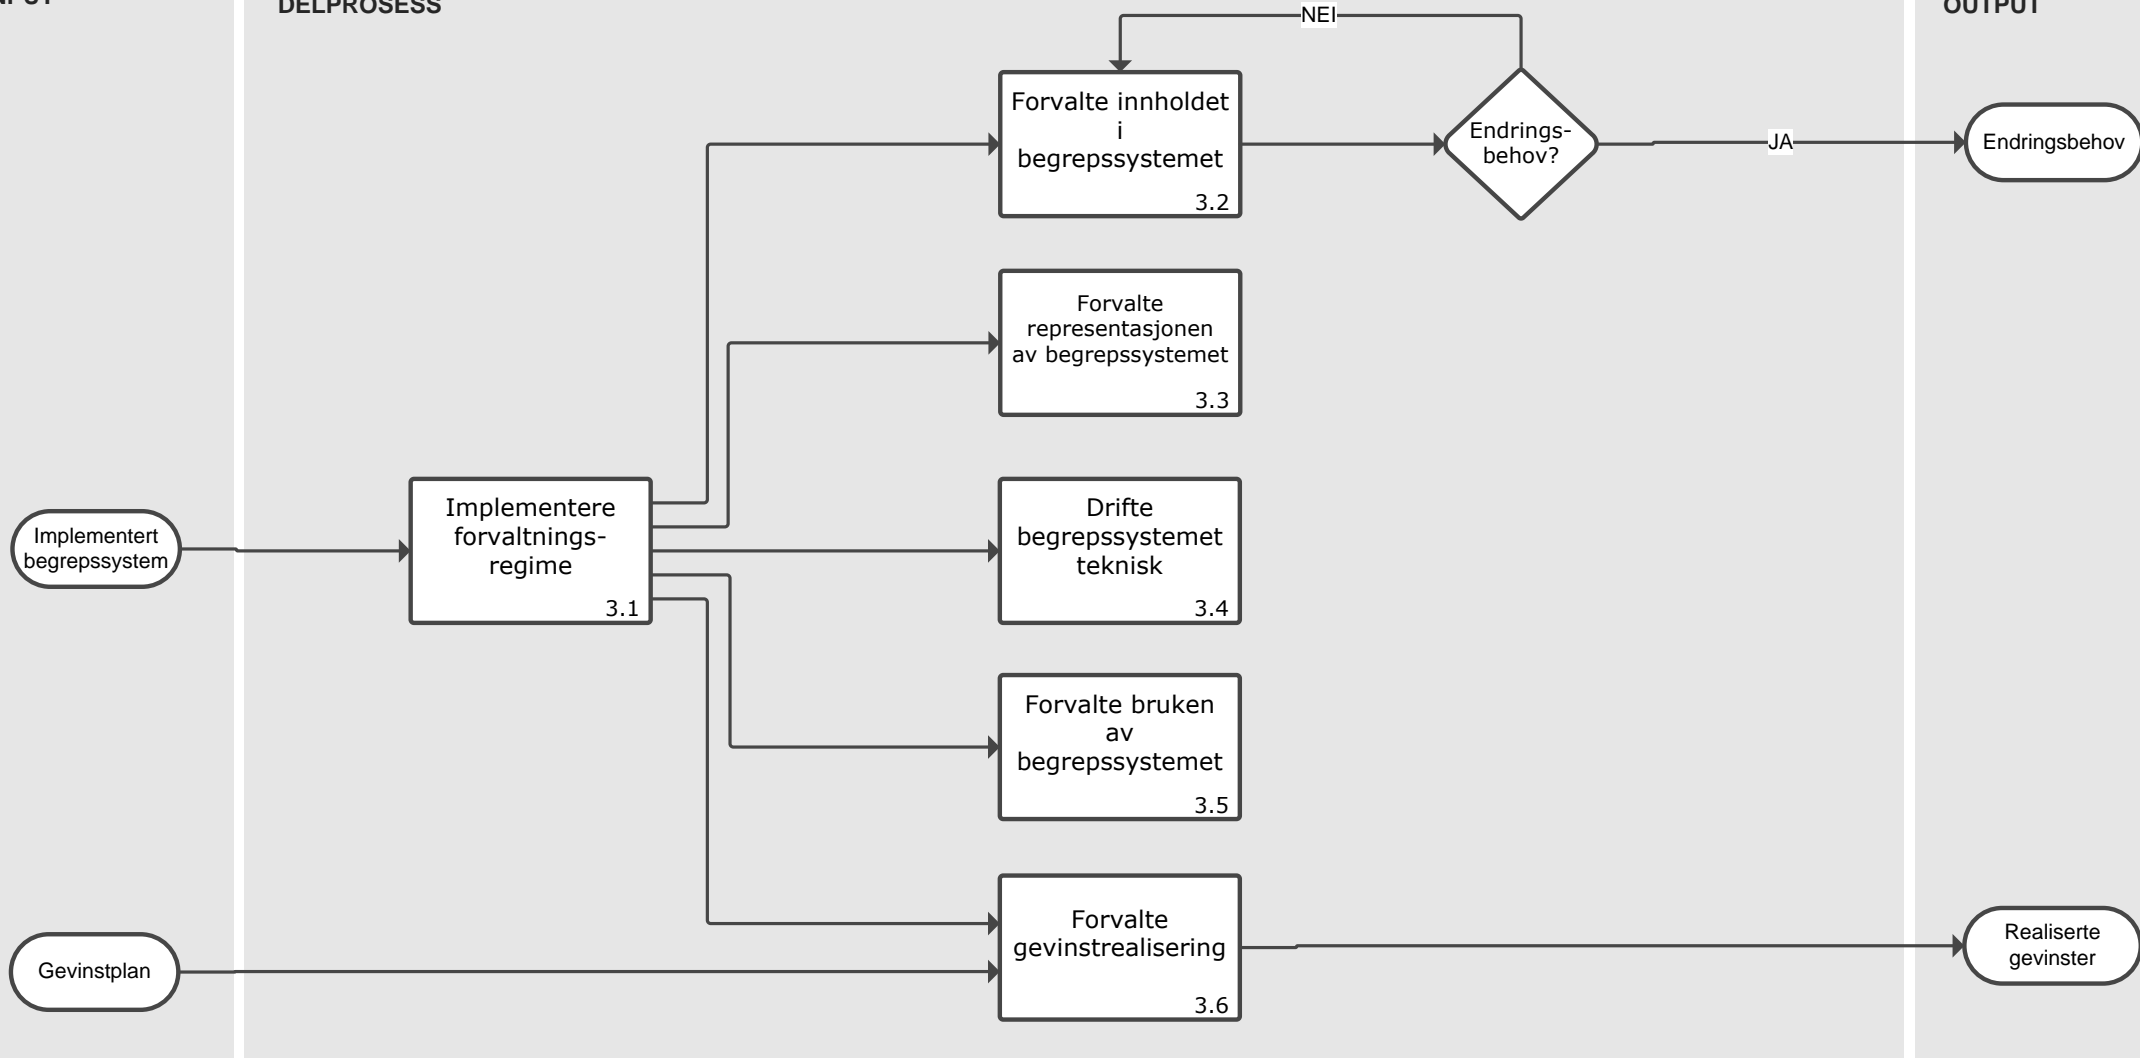 DELPROSESS
OUTPUT
NEI
Forvalte innholdet
i
begrepssystemet
3.2
Endrings-
behov?
JA
Endringsbehov
Forvalte
representasjonen
av begrepssystemet
3.3
Implementert
begrepssystem
Implementere
forvaltnings-
regime
3.1
Drifte
begrepssystemet
teknisk
3.4
Forvalte bruken
av
begrepssystemet
3.5
Gevinstplan
Forvalte
gevinstrealisering
3.6
Realiserte
gevinster